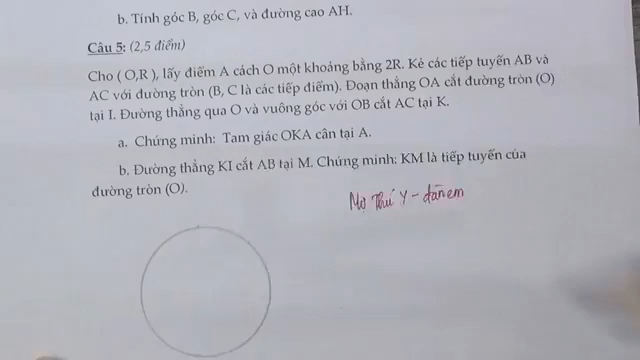 b. Tính góc B, góc C, và đường cao AH.
Câu 5: (2,5 điểm)
Cho ( O,R ), lấy điểm A cách O một khoảng bằng 2R. Kẻ các tiếp tuyến AB và
AC với đường tròn (B, C là các tiếp điểm). Đoạn thẳng OA cắt đường tròn (O)
tại I. Đường thẳng qua O và vuông góc với OB cắt AC tại K.
a. Chứng minh: Tam giác OKA cân tại A.
b. Đường thẳng KI cắt AB tại M. Chứng minh: KM là tiếp tuyến của
đường tròn (O).
Thuí Y - đãn em